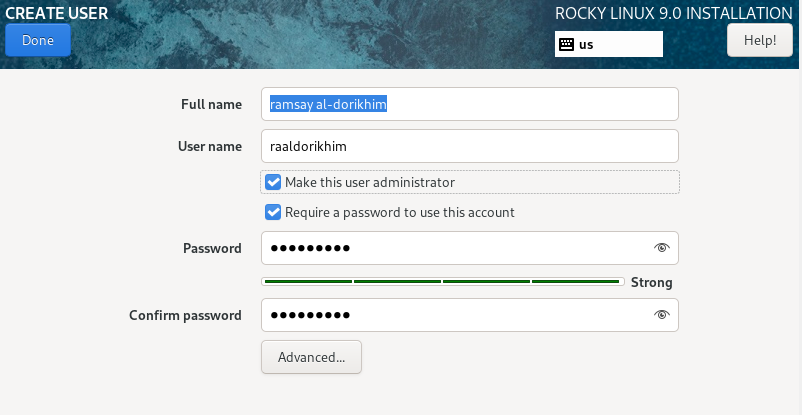 CREATE USER
ROCKY LINUX 9.0 INSTALLATION
Done
us
Help!
Full name
ramsay al-dorikhim
User name
raaldorikhim
Make this user administrator
Require a password to use this account
Password
●●●●●●●●●
Strong
Confirm password
●●●●●●●●●
Advanced...